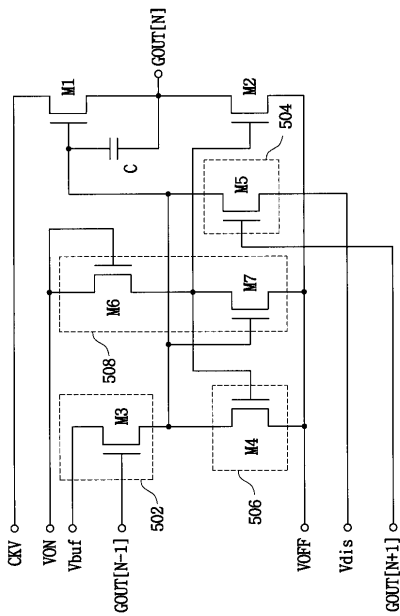 CKV
VON
Vbuf
GOUT[N-1]
VOFF
Vdis
GOUT[N+1]
502
M3
506
M4
508
M6
M7
C
M5
504
M1
M2
GOUT[N]